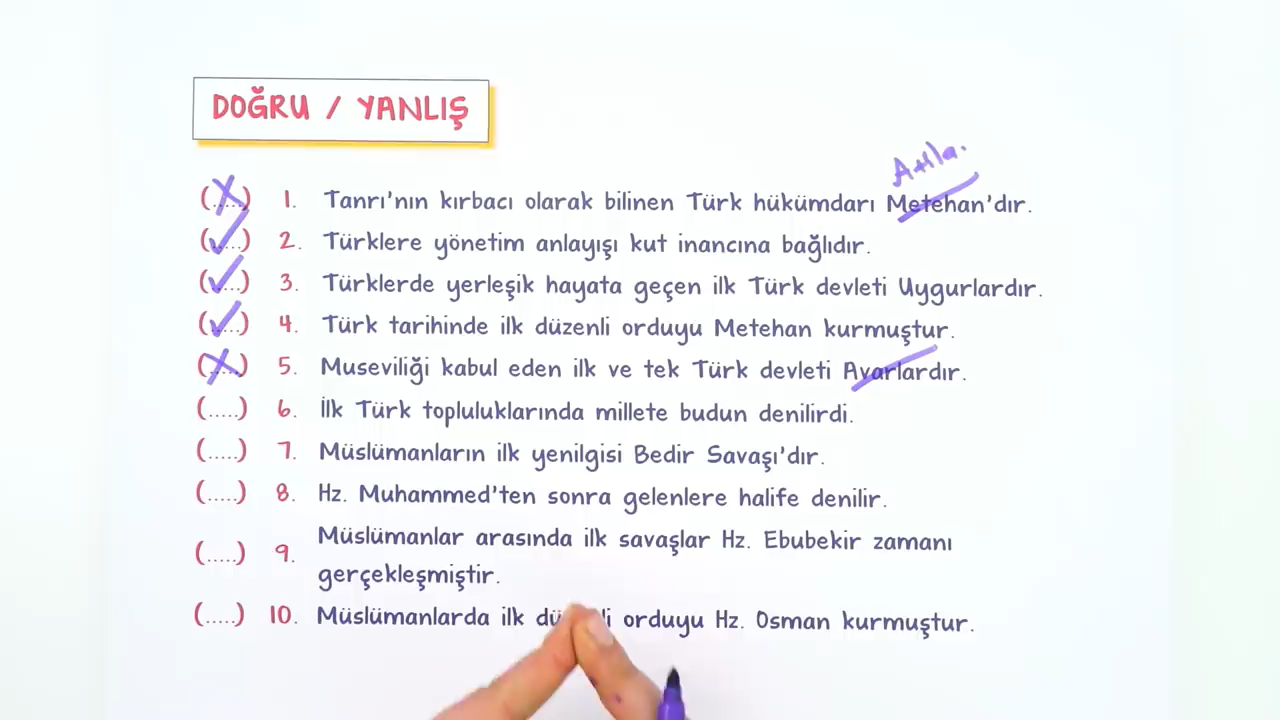 DOĞRU / YANLIŞ
Atila.
(.....) 1. Tanrı'nın kırbacı olarak bilinen Türk hükümdarı Metehan'dır.
(.....) 2. Türklere yönetim anlayışı kut inancına bağlıdır.
(.....) 3. Türklerde yerleşik hayata geçen ilk Türk devleti Uygurlardır.
(.....) 4. Türk tarihinde ilk düzenli orduyu Metehan kurmuştur.
(.....) 5. Museviliği kabul eden ilk ve tek Türk devleti Avarlardır.
(.....) 6. İlk Türk topluluklarında millete budun denilirdi.
(.....) 7. Müslümanların ilk yenilgisi Bedir Savaşı'dır.
(.....) 8. Hz. Muhammed'ten sonra gelenlere halife denilir.
(.....) 9. Müslümanlar arasında ilk savaşlar Hz. Ebubekir zamanı
gerçekleşmiştir.
(.....) 10. Müslümanlarda ilk orduyu Hz. Osman kurmuştur.